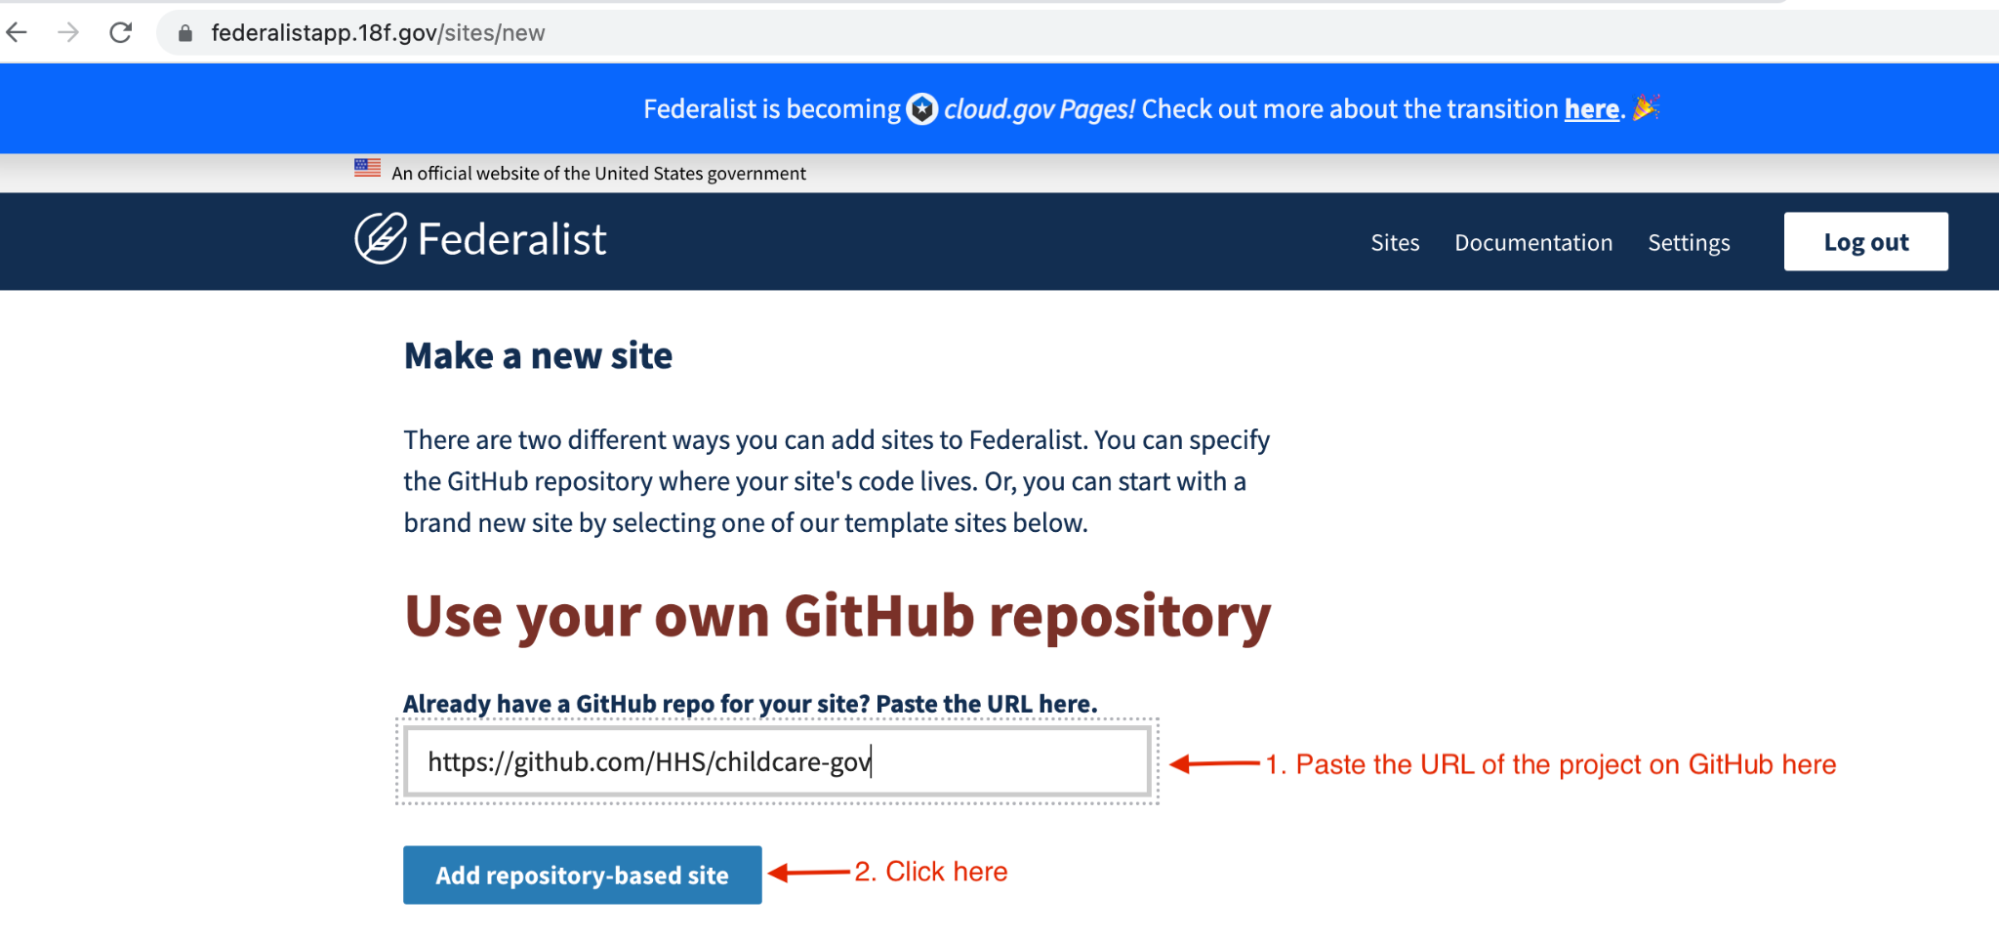 federalistapp.18f.gov/sites/new
Federalist is becoming cloud.gov Pages! Check out more about the transition here. 🎉
An official website of the United States government
Federalist
Sites Documentation Settings Log out
Make a new site
There are two different ways you can add sites to Federalist. You can specify
the GitHub repository where your site's code lives. Or, you can start with a
brand new site by selecting one of our template sites below.
Use your own GitHub repository
Already have a GitHub repo for your site? Paste the URL here.
https://github.com/HHS/childcare-gov
1. Paste the URL of the project on GitHub here
Add repository-based site
2. Click here